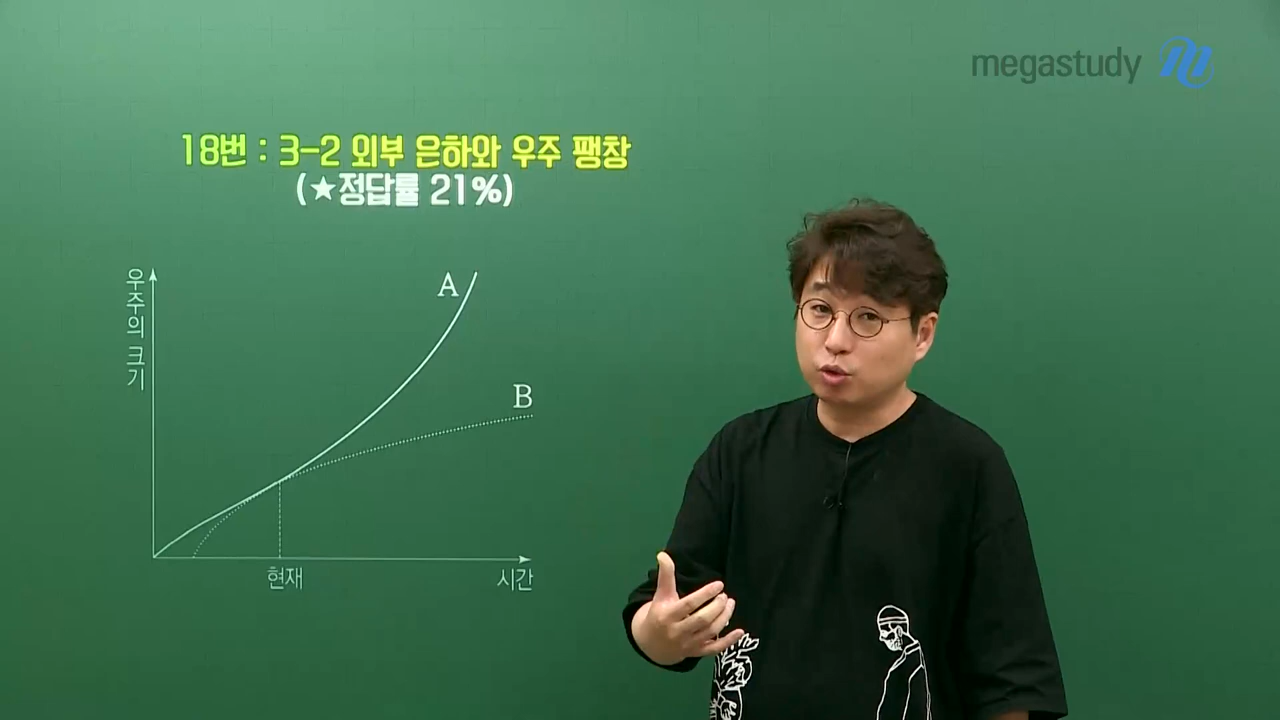 megastudy
18번 : 3-2 외부 은하와 우주 팽창
(★정답률 21%)
우주의 크기
A
B
현재
시간